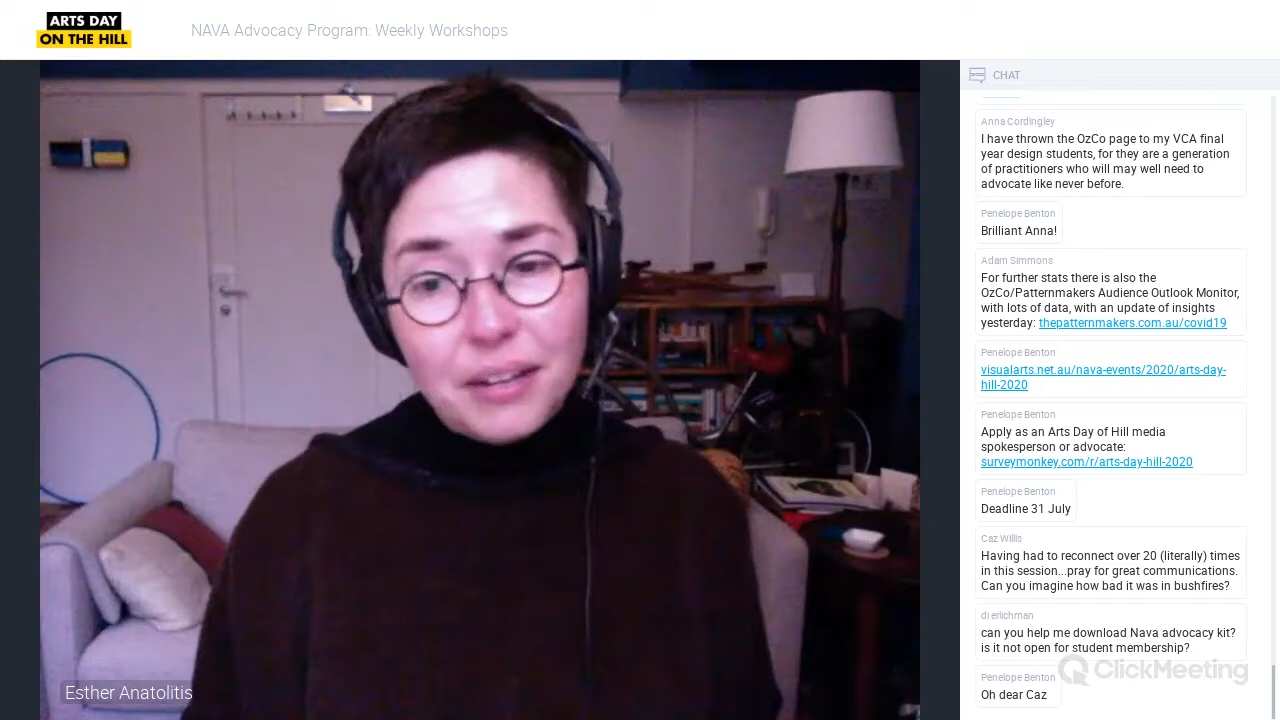 ARTS DAY
ON THE HILL
NAVA Advocacy Program: Weekly Workshops
CHAT
Anna Cordingley
I have thrown the OzCo page to my VCA final
year design students, for they are a generation
of practitioners who will may well need to
advocate like never before.
Penelope Benton
Brilliant Anna!
Adam Simmons
For further stats there is also the
OzCo/Patternmakers Audience Outlook Monitor,
with lots of data, with an update of insights
yesterday: thepatternmakers.com.au/covid19
Penelope Benton
visualarts.net.au/nava-events/2020/arts-day-
hill-2020
Penelope Benton
Apply as an Arts Day of Hill media
spokesperson or advocate:
surveymonkey.com/r/arts-day-hill-2020
Penelope Benton
Deadline 31 July
Caz Willis
Having had to reconnect over 20 (literally) times
in this session...pray for great communications.
Can you imagine how bad it was in bushfires?
di erlichman
can you help me download Nava advocacy kit?
is it not open for student membership?
Penelope Benton
Oh dear Caz
ClickMeeting
Esther Anatolitis